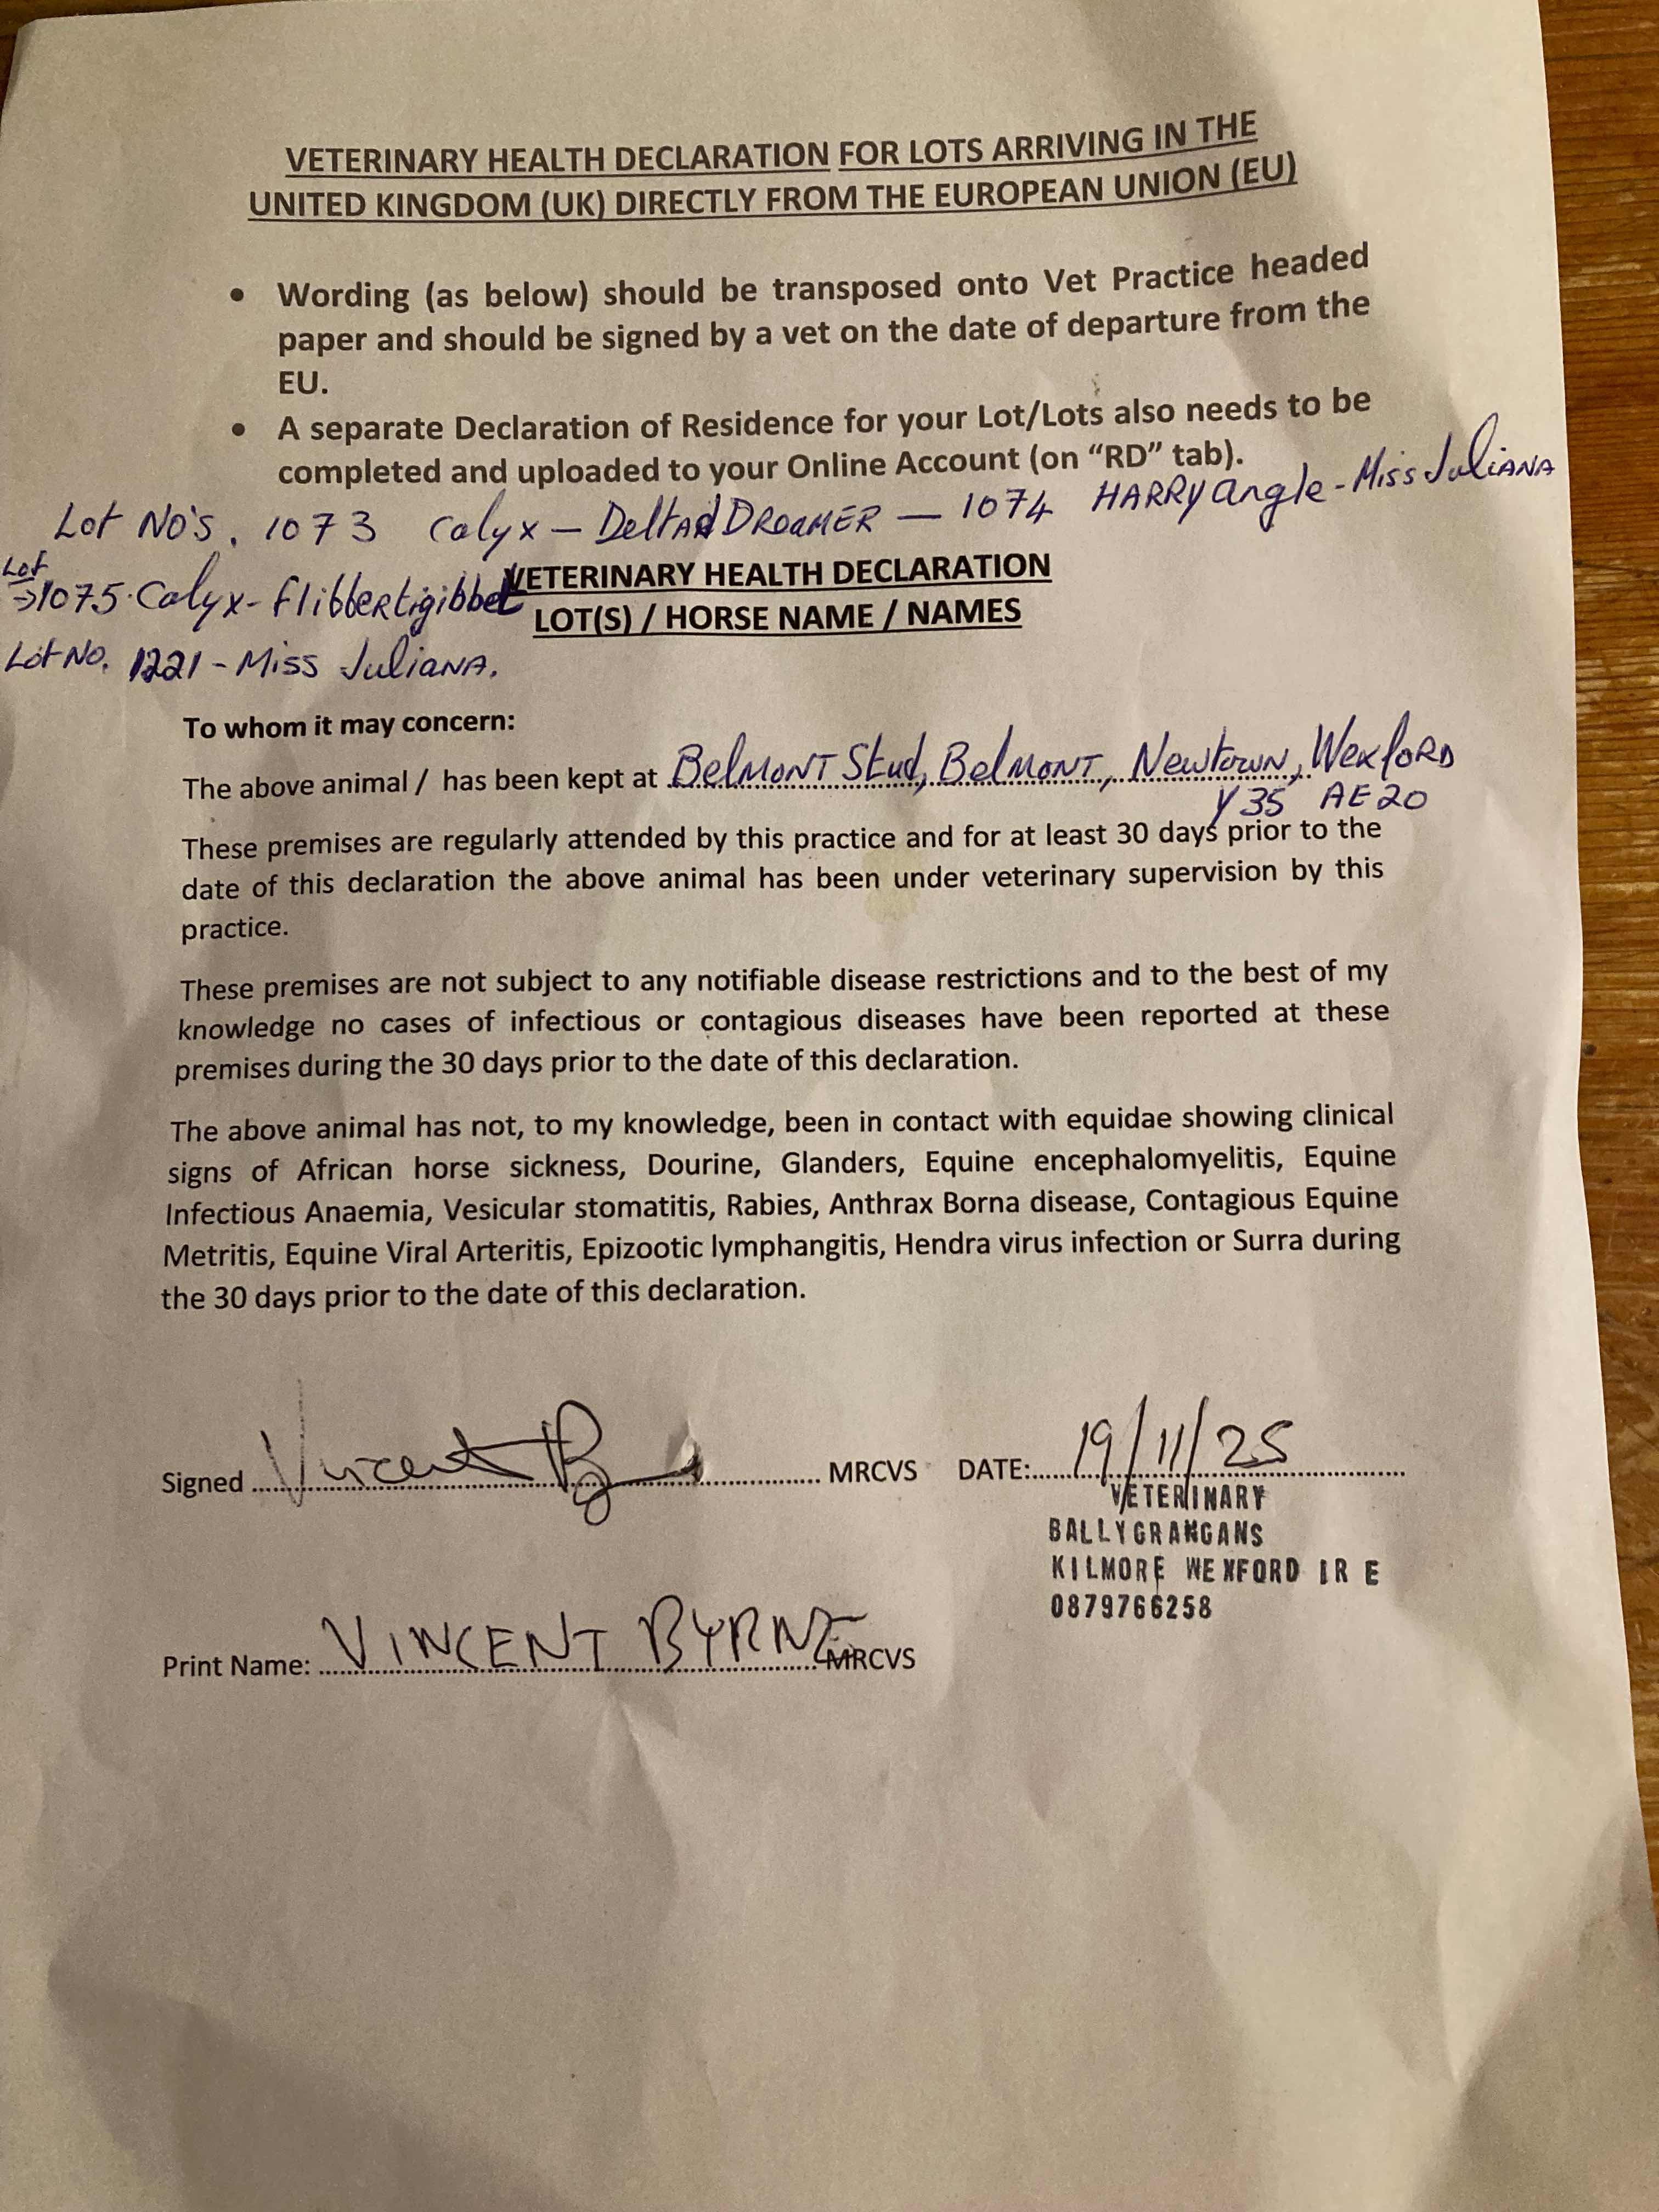 VETERINARY HEALTH DECLARATION FOR LOTS ARRIVING IN THE
UNITED KINGDOM (UK) DIRECTLY FROM THE EUROPEAN UNION (EU)
• Wording (as below) should be transposed onto Vet Practice headed
paper and should be signed by a vet on the date of departure from the
EU.
• A separate Declaration of Residence for your Lot/Lots also needs to be
completed and uploaded to your Online Account (on “RD” tab).
Lot NO'S. 1073 Calyx – Delta Dreamer – 1074 HARRY angle - Miss JuliANA
Lot
→1075. Calyx - flibbertigibbet
VETERINARY HEALTH DECLARATION
LOT(S) / HORSE NAME / NAMES
Lot No. 1221 - Miss JuliANA.
To whom it may concern:
The above animal / has been kept at Belmont Stud, Belmont, Newtown, Wexford
Y35 AE20
These premises are regularly attended by this practice and for at least 30 days prior to the
date of this declaration the above animal has been under veterinary supervision by this
practice.
These premises are not subject to any notifiable disease restrictions and to the best of my
knowledge no cases of infectious or contagious diseases have been reported at these
premises during the 30 days prior to the date of this declaration.
The above animal has not, to my knowledge, been in contact with equidae showing clinical
signs of African horse sickness, Dourine, Glanders, Equine encephalomyelitis, Equine
Infectious Anaemia, Vesicular stomatitis, Rabies, Anthrax Borna disease, Contagious Equine
Metritis, Equine Viral Arteritis, Epizootic lymphangitis, Hendra virus infection or Surra during
the 30 days prior to the date of this declaration.
Signed Vincent Byrne MRCVS DATE: 19/11/25
VETERINARY
BALLYGRANGANS
KILMORE WEXFORD IRE
0879766258
Print Name: VINCENT BYRNE MRCVS